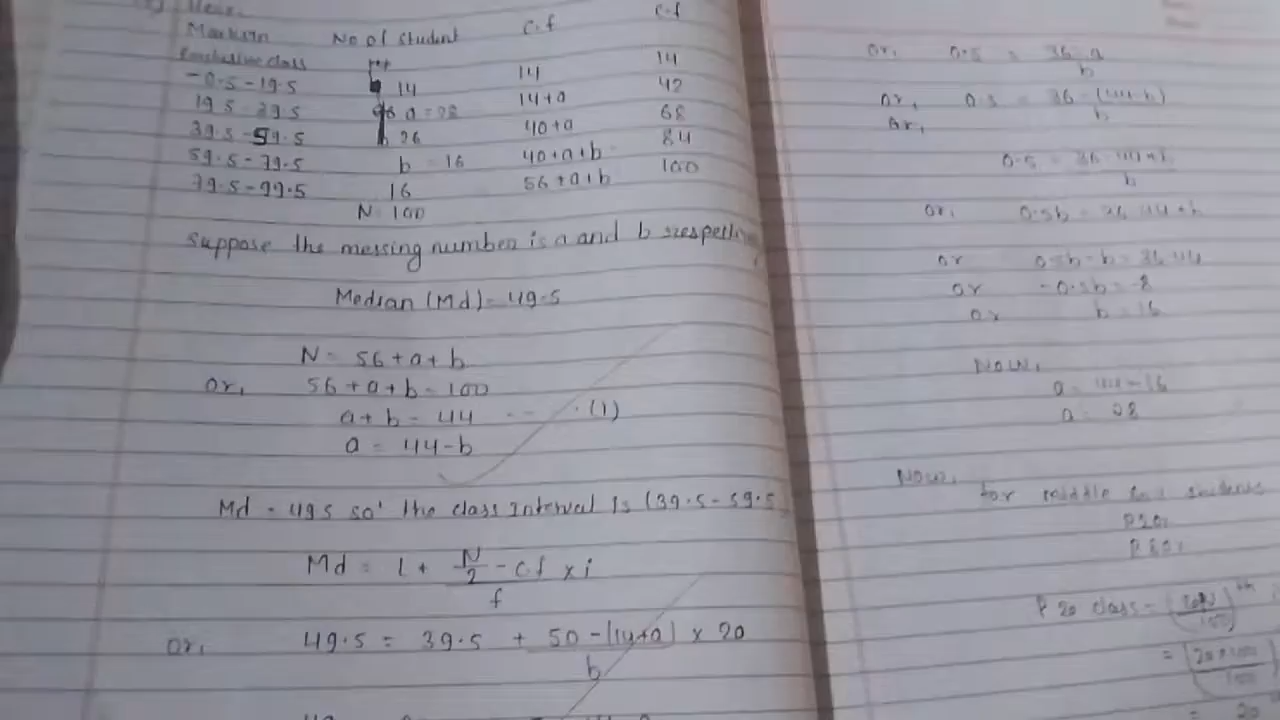 No of student c.f c.f
-0.5 - 19.5 14 14 14
19.5 - 39.5 a = 28 14+a 42
39.5 - 59.5 26 40+a 68
59.5 - 79.5 b = 16 40+a+b 84
79.5 - 99.5 16 56+a+b 100
N = 100
suppose the messing number is a and b
Median (Md) = 49.5
N = 56+a+b
or, 56+a+b = 100
a+b = 44 --- (1)
a = 44-b
Md = 49.5 so' the class interval is (39.5 - 59.5
Md = l + N/2 - cf × i
f
or, 49.5 = 39.5 + 50 - (14+a) × 20
b
or, 0.5 = 36-a
b
or, 0.5 = 36-(44-b)
b
or,
0.5 = 36-44+b
b
or, 0.5b = 36-44+b
or 0.5b-b = 36-44
or -0.5b = -8
or b = 16
Now,
a = 44-16
a = 28
Now, for middle students
P20,
P80,
P 20 class =
= 20